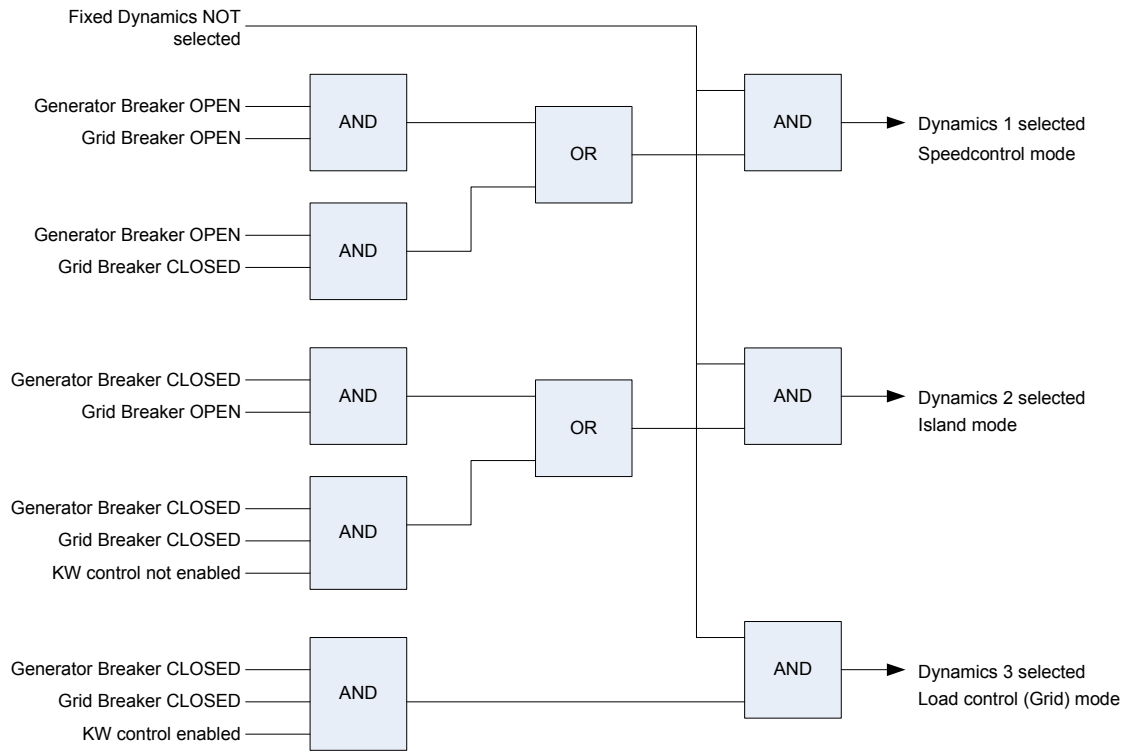 Fixed Dynamics NOT
selected
Generator Breaker OPEN
Grid Breaker OPEN
AND
OR
AND
Dynamics 1 selected
Speedcontrol mode
Generator Breaker OPEN
Grid Breaker CLOSED
AND
Generator Breaker CLOSED
Grid Breaker OPEN
AND
OR
AND
Dynamics 2 selected
Island mode
Generator Breaker CLOSED
Grid Breaker CLOSED
KW control not enabled
AND
Generator Breaker CLOSED
Grid Breaker CLOSED
KW control enabled
AND
AND
Dynamics 3 selected
Load control (Grid) mode